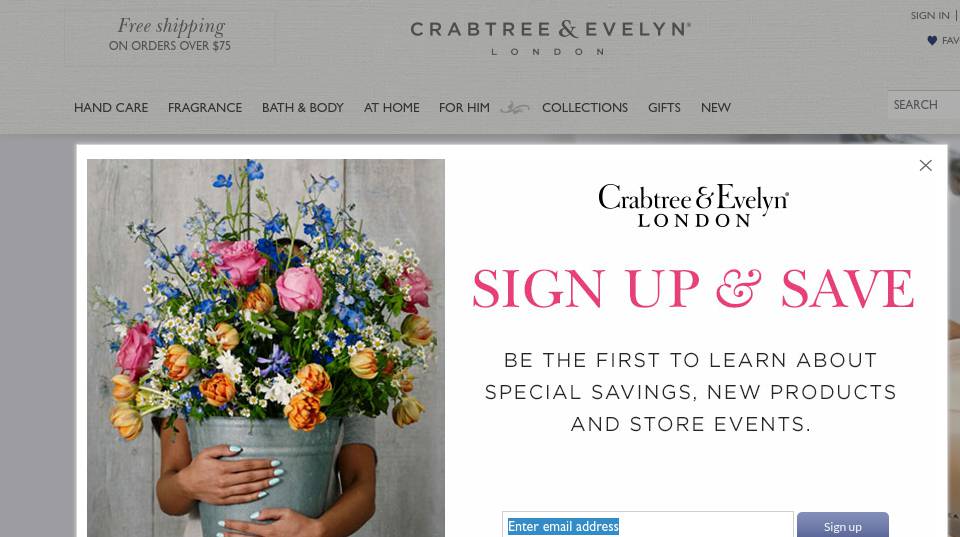 Free shipping
ON ORDERS OVER $75
CRABTREE & EVELYN®
LONDON
SIGN IN |
FAV
HAND CARE FRAGRANCE BATH & BODY AT HOME FOR HIM COLLECTIONS GIFTS NEW
SEARCH
Crabtree & Evelyn®
LONDON
SIGN UP & SAVE
BE THE FIRST TO LEARN ABOUT
SPECIAL SAVINGS, NEW PRODUCTS
AND STORE EVENTS.
Enter email address
Sign up